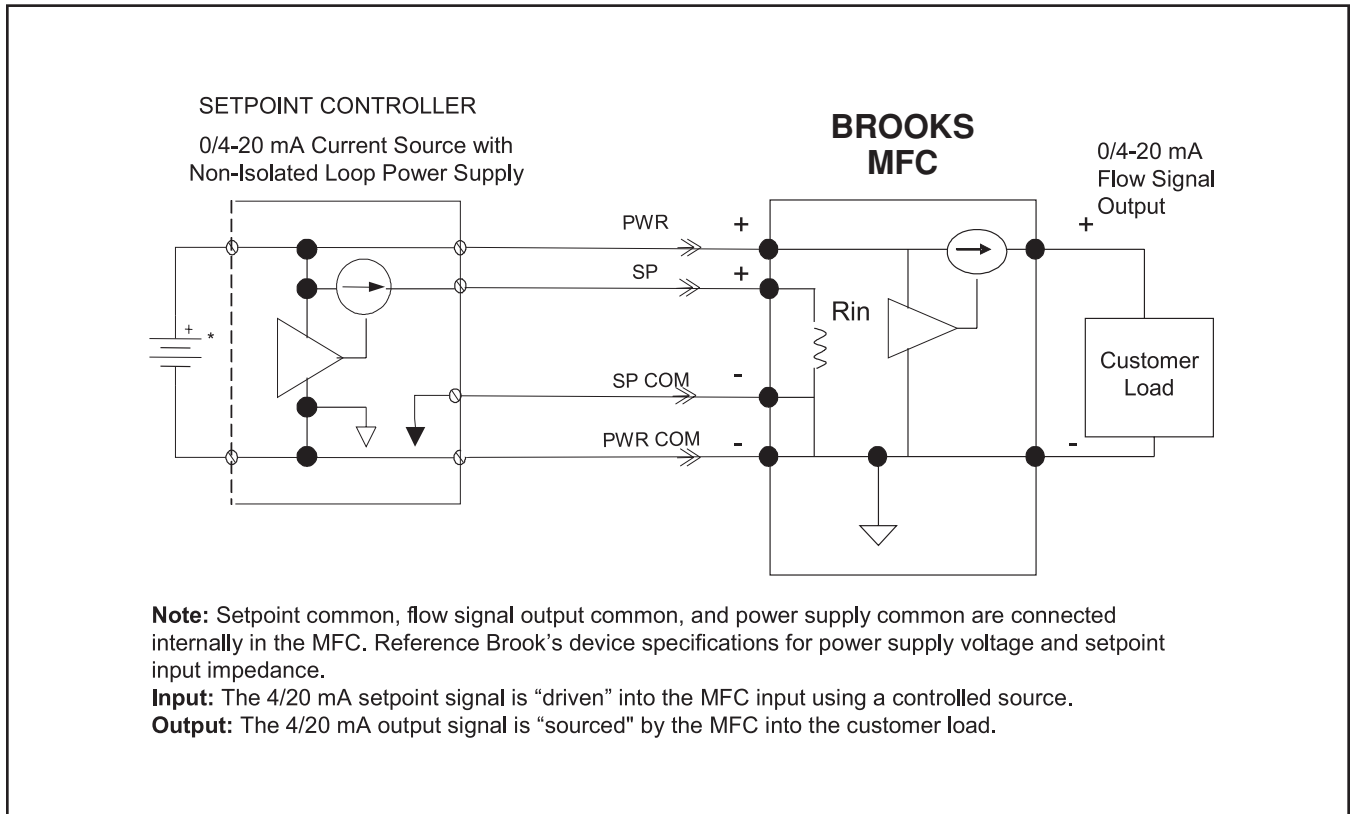 SETPOINT CONTROLLER
0/4-20 mA Current Source with
Non-Isolated Loop Power Supply
BROOKS
MFC
0/4-20 mA
Flow Signal
Output
PWR
+
+
SP
+
Rin
+
*
Customer
Load
SP COM
-
PWR COM
-
-
Note: Setpoint common, flow signal output common, and power supply common are connected
internally in the MFC. Reference Brook's device specifications for power supply voltage and setpoint
input impedance.
Input: The 4/20 mA setpoint signal is “driven” into the MFC input using a controlled source.
Output: The 4/20 mA output signal is “sourced" by the MFC into the customer load.